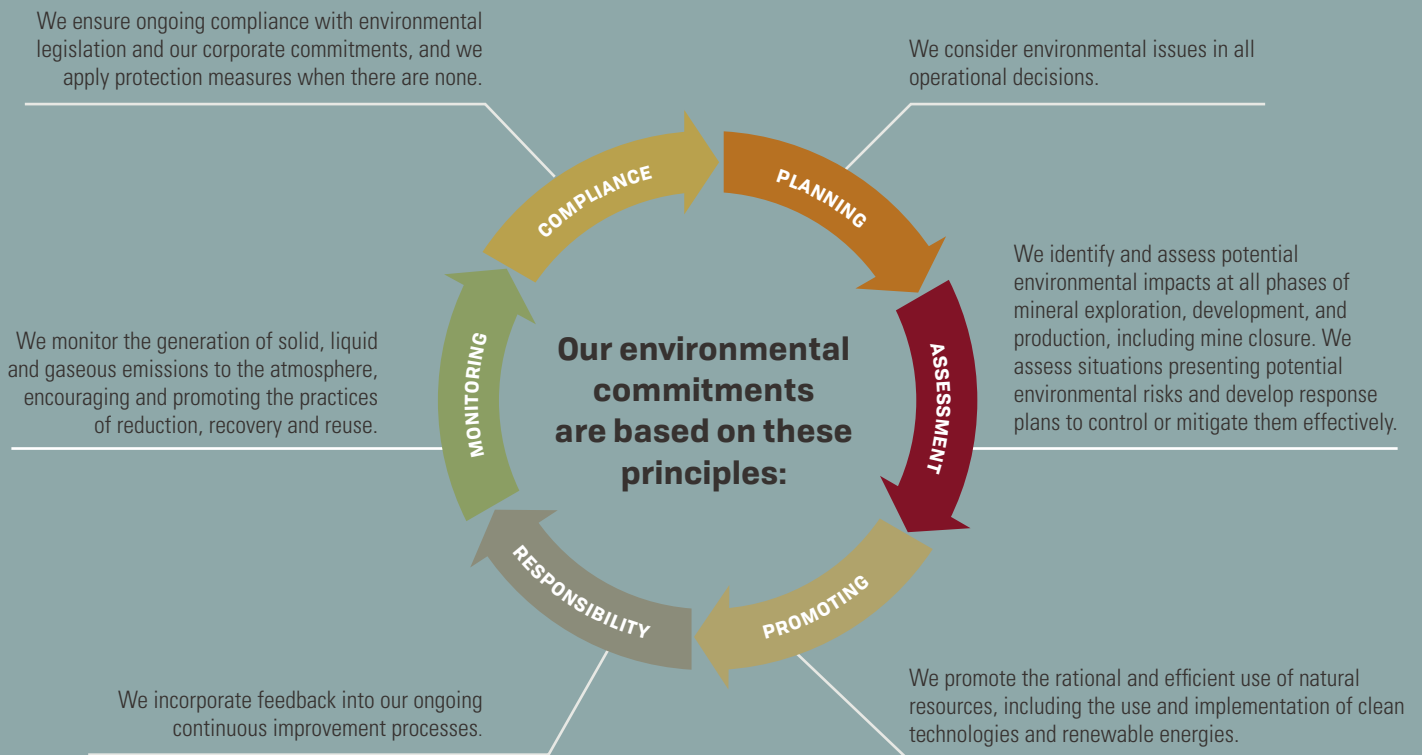 We ensure ongoing compliance with environmental
legislation and our corporate commitments, and we
apply protection measures when there are none.
We consider environmental issues in all
operational decisions.
COMPLIANCE
PLANNING
We identify and assess potential
environmental impacts at all phases of
mineral exploration, development, and
production, including mine closure. We
assess situations presenting potential
environmental risks and develop response
plans to control or mitigate them effectively.
ASSESSMENT
Our environmental
commitments
are based on these
principles:
We monitor the generation of solid, liquid
and gaseous emissions to the atmosphere,
encouraging and promoting the practices
of reduction, recovery and reuse.
MONITORING
RESPONSIBILITY
PROMOTING
We incorporate feedback into our ongoing
continuous improvement processes.
We promote the rational and efficient use of natural
resources, including the use and implementation of clean
technologies and renewable energies.